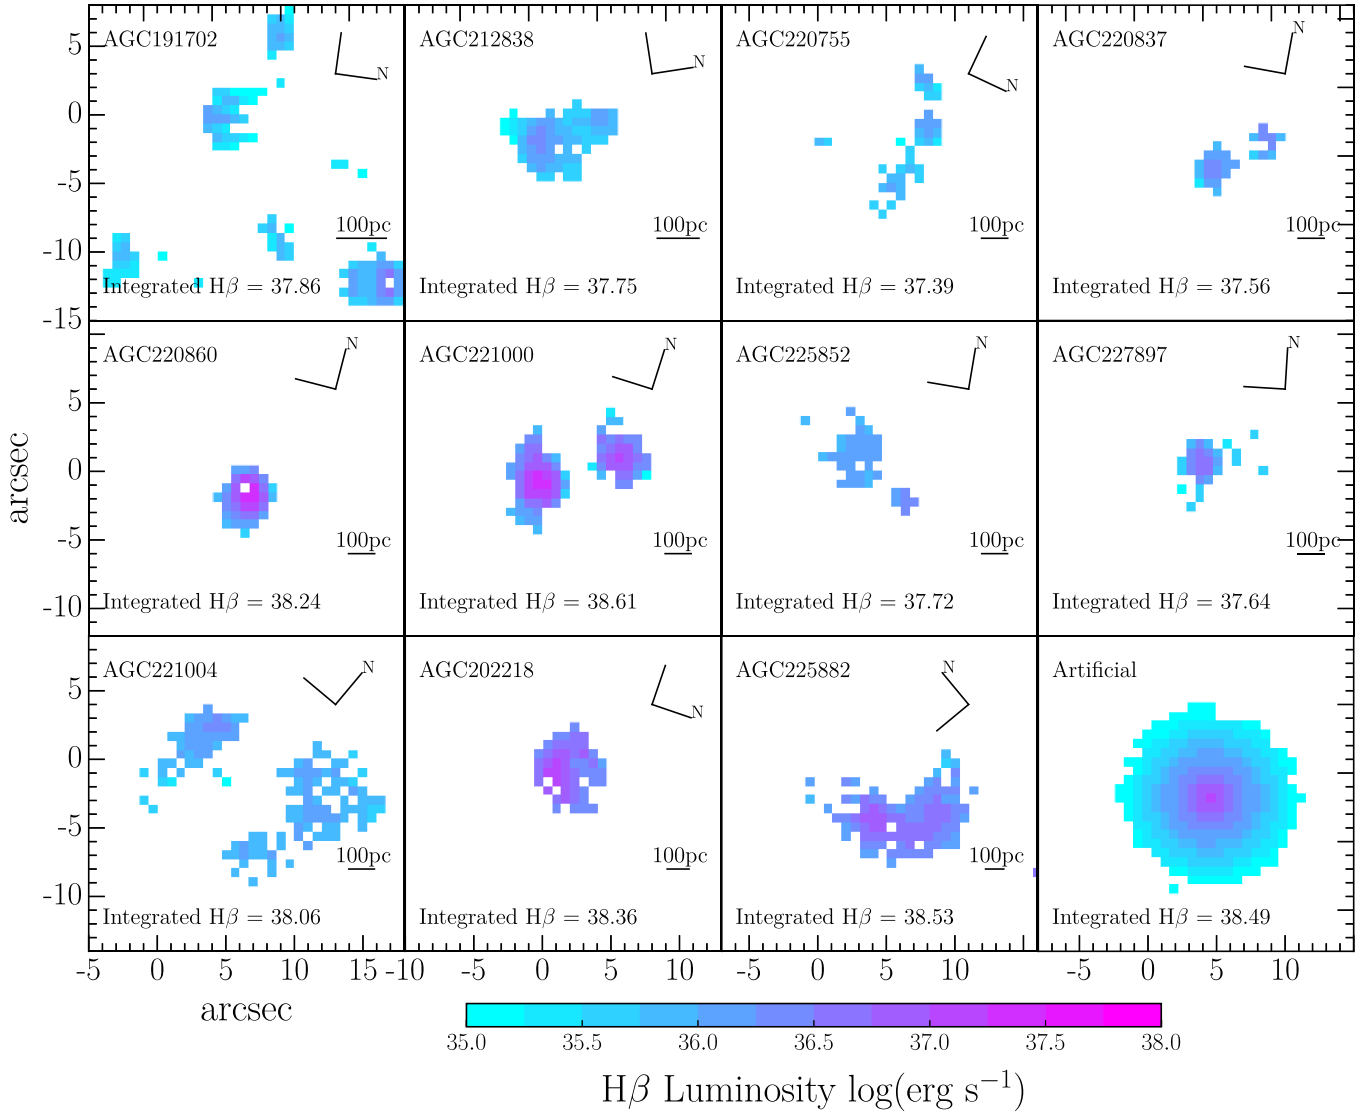 AGC191702 AGC212838 AGC220755 AGC220837
N N N N
5
0
-5
-10
-15
100pc 100pc 100pc 100pc
Integrated Hβ = 37.86 Integrated Hβ = 37.75 Integrated Hβ = 37.39 Integrated Hβ = 37.56
AGC220860 AGC221000 AGC225852 AGC227897
N N N N
5
0
-5
-10
arcsec
100pc 100pc 100pc 100pc
Integrated Hβ = 38.24 Integrated Hβ = 38.61 Integrated Hβ = 37.72 Integrated Hβ = 37.64
AGC221004 AGC202218 AGC225882 Artificial
N N N
5
0
-5
-10
100pc 100pc 100pc
Integrated Hβ = 38.06 Integrated Hβ = 38.36 Integrated Hβ = 38.53 Integrated Hβ = 38.49
-5 0 5 10 15 -10 -5 0 5 10 -5 0 5 10 -5 0 5 10
arcsec
35.0 35.5 36.0 36.5 37.0 37.5 38.0
Hβ Luminosity log(erg s⁻¹)